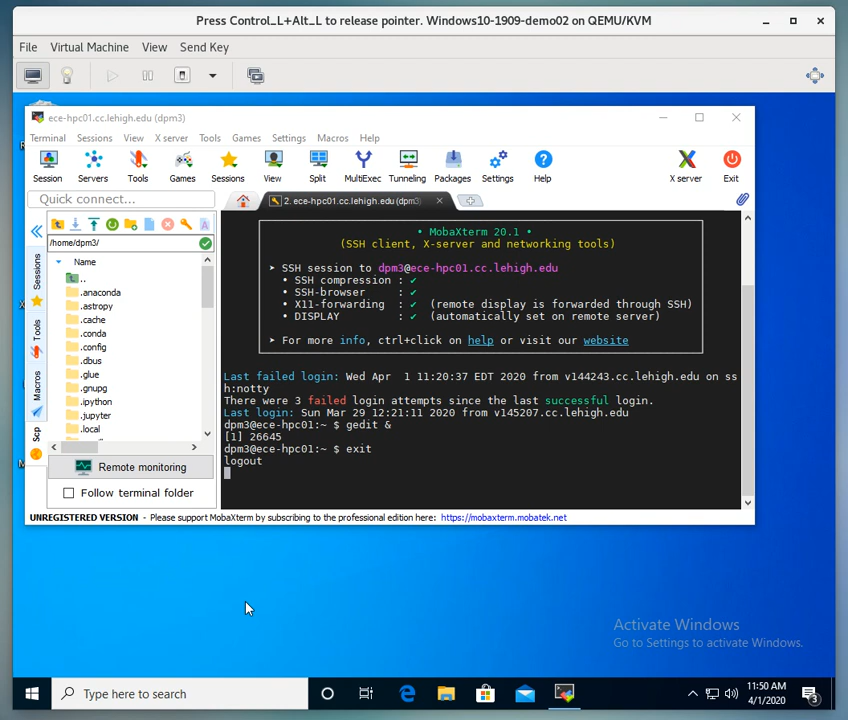 Press Control_L+Alt_L to release pointer. Windows10-1909-demo02 on QEMU/KVM
File Virtual Machine View Send Key
ece-hpc01.cc.lehigh.edu (dpm3)
Terminal Sessions View X server Tools Games Settings Macros Help
Session Servers Tools Games Sessions View Split MultiExec Tunneling Packages Settings Help X server Exit
Quick connect...
2. ece-hpc01.cc.lehigh.edu (dpm3)
/home/dpm3/
Name
..
.anaconda
.astropy
.cache
.conda
.config
.dbus
.glue
.gnupg
.ipython
.jupyter
.local
Sessions
Tools
Macros
Scp
Remote monitoring
Follow terminal folder
• MobaXterm 20.1 •
(SSH client, X-server and networking tools)
➤ SSH session to dpm3@ece-hpc01.cc.lehigh.edu
• SSH compression : ✔
• SSH-browser : ✔
• X11-forwarding : ✔ (remote display is forwarded through SSH)
• DISPLAY : ✔ (automatically set on remote server)
➤ For more info, ctrl+click on help or visit our website
Last failed login: Wed Apr 1 11:20:37 EDT 2020 from v144243.cc.lehigh.edu on ss
h:notty
There were 3 failed login attempts since the last successful login.
Last login: Sun Mar 29 12:21:11 2020 from v145207.cc.lehigh.edu
dpm3@ece-hpc01:~ $ gedit &
[1] 26645
dpm3@ece-hpc01:~ $ exit
logout
UNREGISTERED VERSION - Please support MobaXterm by subscribing to the professional edition here: https://mobaxterm.mobatek.net
Activate Windows
Go to Settings to activate Windows.
Type here to search
11:50 AM
4/1/2020
3